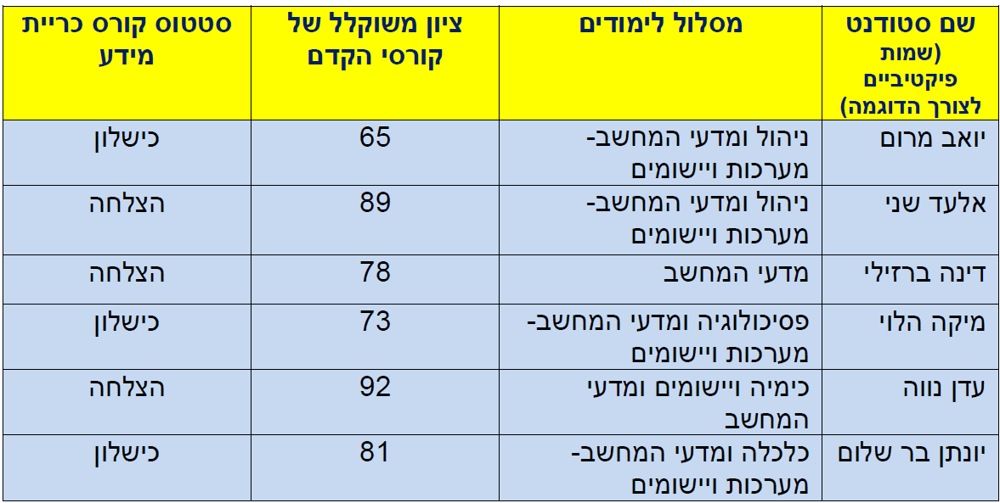 שם סטודנט
(שמות
פיקטיביים
לצורך הדוגמה)
מסלול לימודים
ציון משוקלל של
קורסי הקדם
סטטוס קורס כריית
מידע
יואב מרום
ניהול ומדעי המחשב-
מערכות ויישומים
65
כישלון
אלעד שני
ניהול ומדעי המחשב-
מערכות ויישומים
89
הצלחה
דינה ברזילי
מדעי המחשב
78
הצלחה
מיקה הלוי
פסיכולוגיה ומדעי המחשב-
מערכות ויישומים
73
כישלון
עדן נווה
כימיה ויישומים ומדעי
המחשב
92
הצלחה
יונתן בר שלום
כלכלה ומדעי המחשב-
מערכות ויישומים
81
כישלון